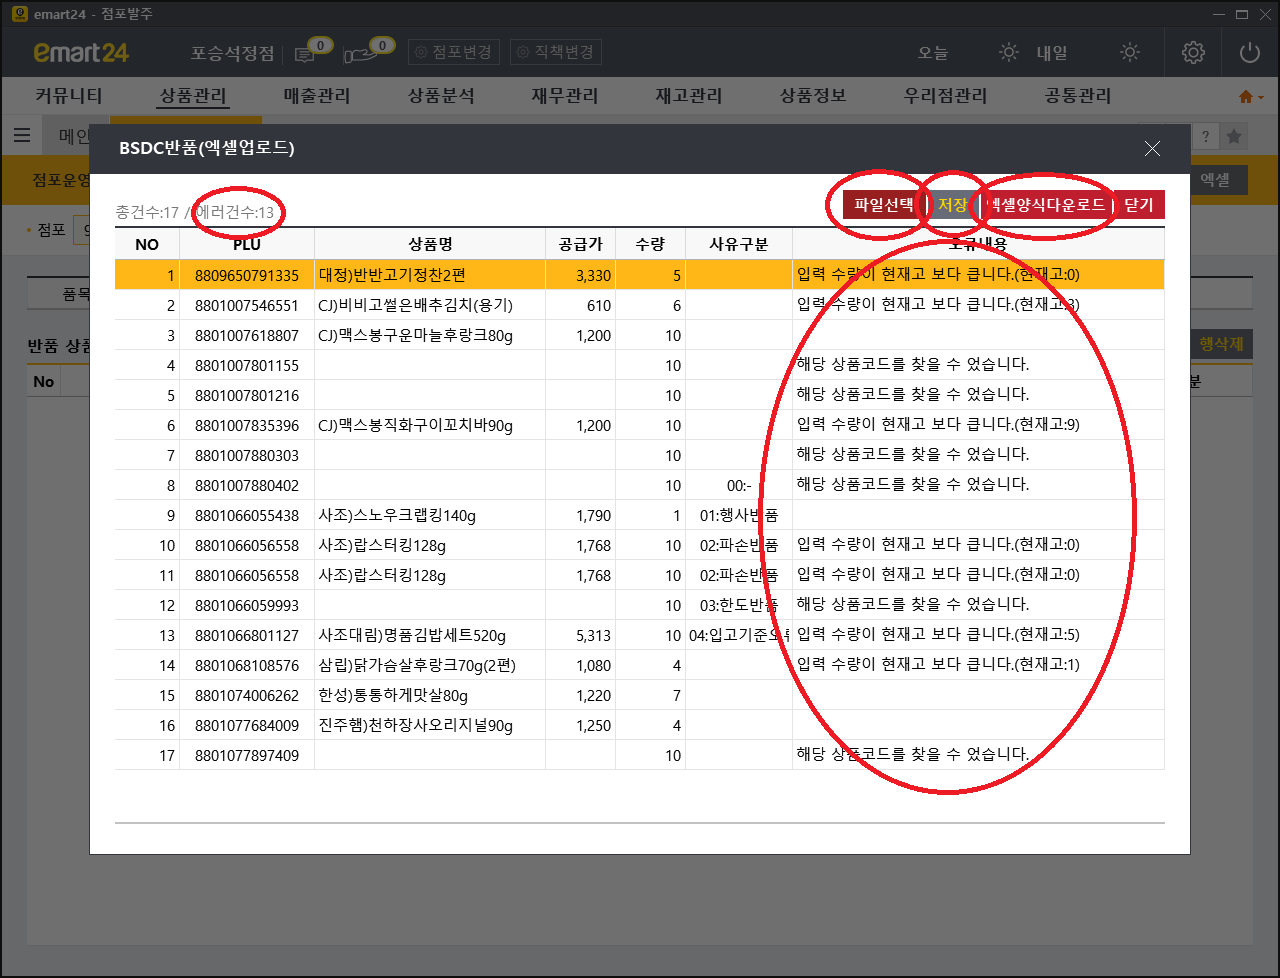 emart24 - 점포발주
emart24 포승석정점 0 0 점포변경 직책변경 오늘 내일
커뮤니티 상품관리 매출관리 상품분석 재무관리 재고관리 상품정보 우리점관리 공통관리
메인 ?
BSDC반품(엑셀업로드)
점포운영 엑셀
파일선택 저장 엑셀양식다운로드 닫기
총건수:17 / 에러건수:13
점포 9
NO PLU 상품명 공급가 수량 사유구분 오류내용
1 8809650791335 대정)반반고기정찬2편 3,330 5 입력 수량이 현재고 보다 큽니다.(현재고:0)
품목
2 8801007546551 CJ)비비고썰은배추김치(용기) 610 6 입력 수량이 현재고 보다 큽니다.(현재고:3)
3 8801007618807 CJ)맥스봉구운마늘후랑크80g 1,200 10
반품 상품 행삭제
4 8801007801155 10 해당 상품코드를 찾을 수 었습니다.
No 분
5 8801007801216 10 해당 상품코드를 찾을 수 었습니다.
6 8801007835396 CJ)맥스봉직화구이꼬치바90g 1,200 10 입력 수량이 현재고 보다 큽니다.(현재고:9)
7 8801007880303 10 해당 상품코드를 찾을 수 었습니다.
8 8801007880402 10 00:- 해당 상품코드를 찾을 수 었습니다.
9 8801066055438 사조)스노우크랩킹140g 1,790 1 01:행사반품
10 8801066056558 사조)랍스터킹128g 1,768 10 02:파손반품 입력 수량이 현재고 보다 큽니다.(현재고:0)
11 8801066056558 사조)랍스터킹128g 1,768 10 02:파손반품 입력 수량이 현재고 보다 큽니다.(현재고:0)
12 8801066059993 10 03:한도반품 해당 상품코드를 찾을 수 었습니다.
13 8801066801127 사조대림)명품김밥세트520g 5,313 10 04:입고기준오류 입력 수량이 현재고 보다 큽니다.(현재고:5)
14 8801068108576 삼립)닭가슴살후랑크70g(2편) 1,080 4 입력 수량이 현재고 보다 큽니다.(현재고:1)
15 8801074006262 한성)통통하게맛살80g 1,220 7
16 8801077684009 진주햄)천하장사오리지널90g 1,250 4
17 8801077897409 10 해당 상품코드를 찾을 수 었습니다.